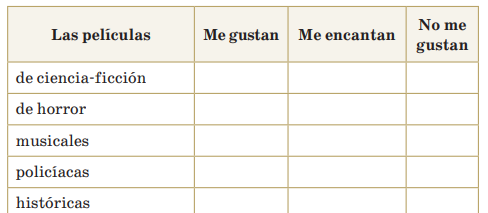 Las películas Me gustan Me encantan No me gustan
de ciencia-ficción
de horror
musicales
policíacas
históricas